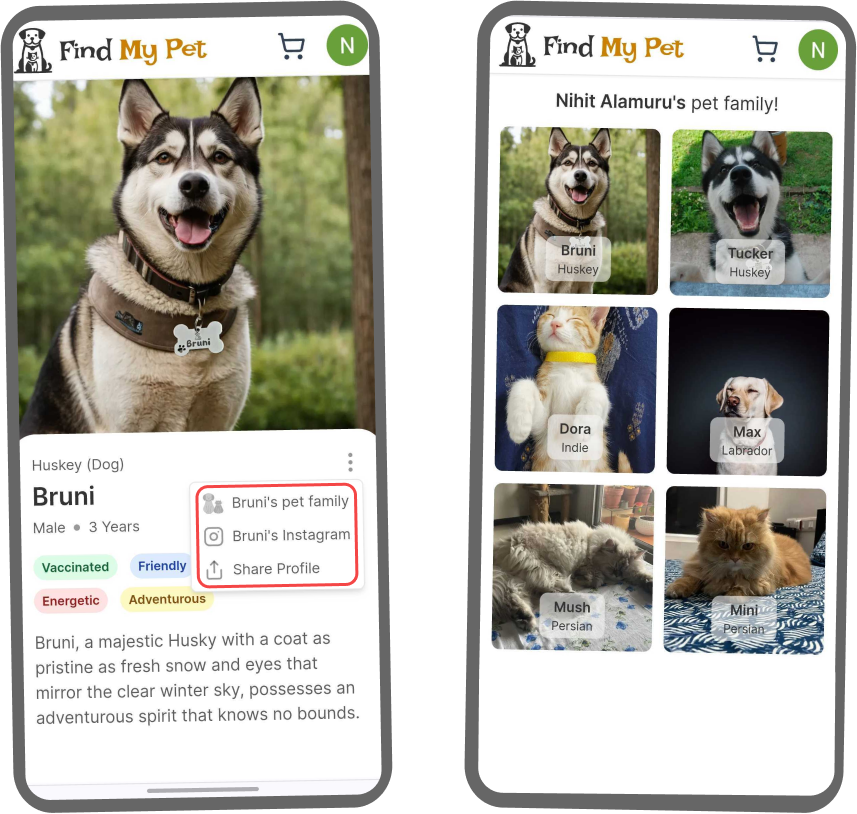 Find My Pet
N
Bruni
Huskey (Dog)
Bruni
Male • 3 Years
Bruni's pet family
Bruni's Instagram
Share Profile
Vaccinated
Friendly
Energetic
Adventurous
Bruni, a majestic Husky with a coat as
pristine as fresh snow and eyes that
mirror the clear winter sky, possesses an
adventurous spirit that knows no bounds.
Find My Pet
N
Nihit Alamuru's pet family!
Bruni
Huskey
Tucker
Huskey
Dora
Indie
Max
Labrador
Mush
Persian
Mini
Persian